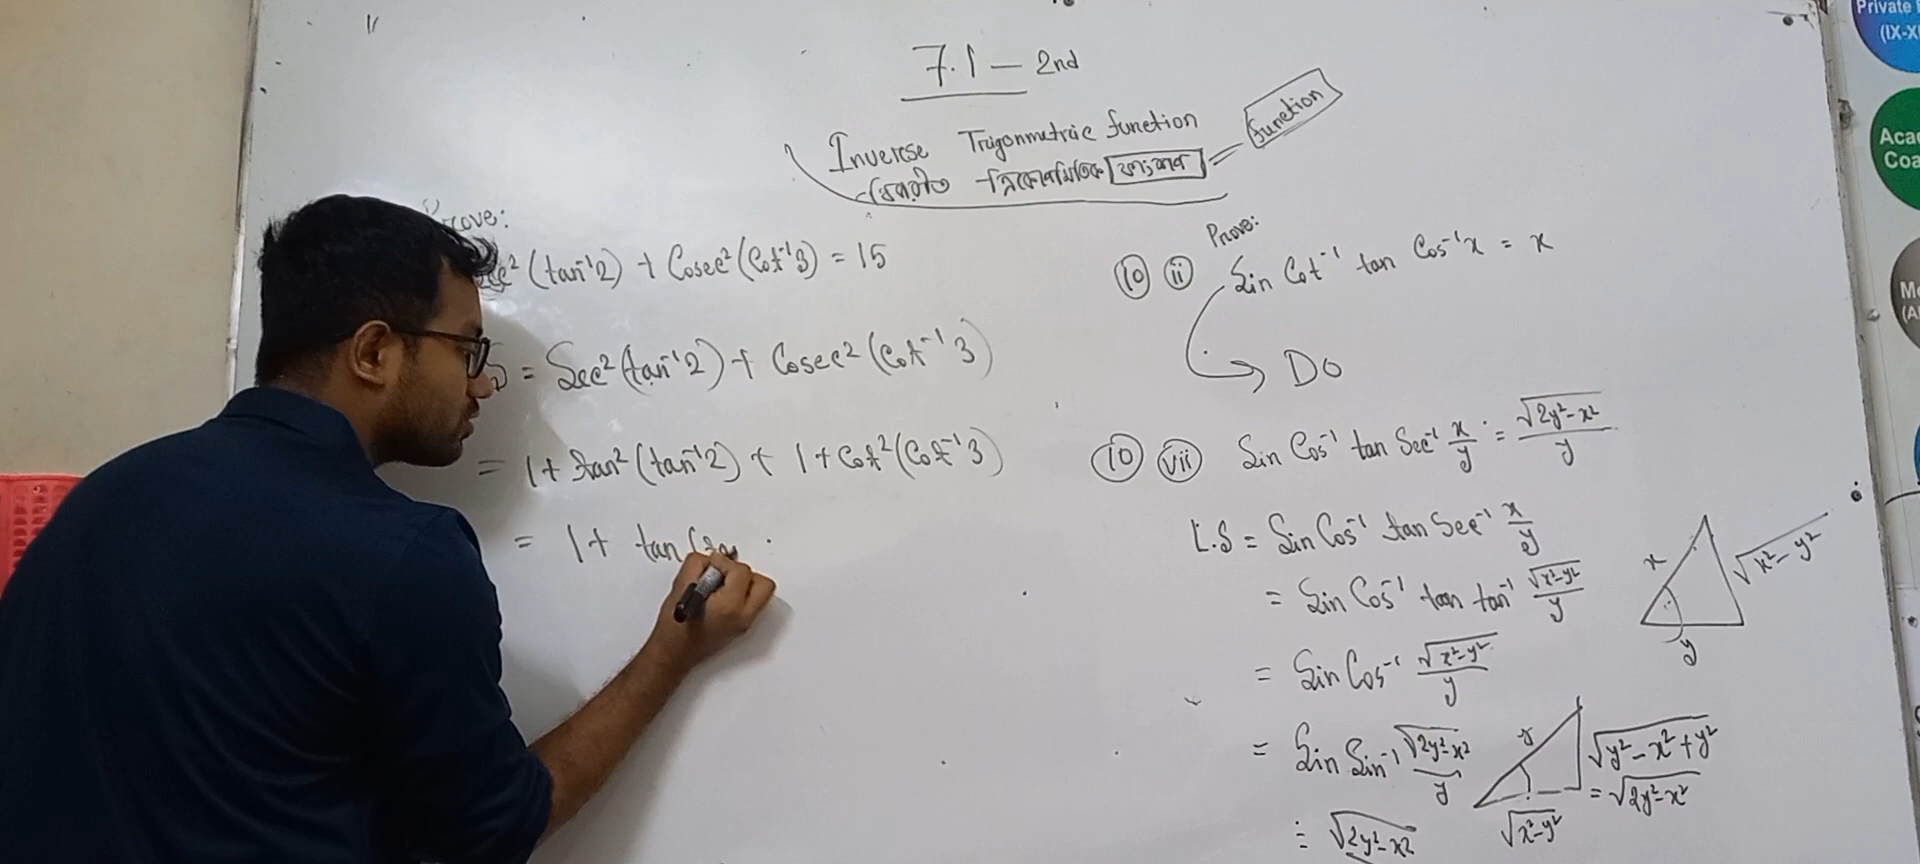 7.1 — 2nd
Inverse Trigonmetric function
বিপরীত ত্রিকোণমিতিক ফাংশন = function
Prove:
Sec² (tan⁻¹2) + Cosec² (Cot⁻¹3) = 15
S = Sec² (tan⁻¹2) + Cosec² (Cot⁻¹3)
= 1 + tan² (tan⁻¹2) + 1 + Cot² (Cot⁻¹3)
= 1 + tan (ta
Prove:
10 ii Sin Cot⁻¹ tan Cos⁻¹x = x
Do
10 vii Sin Cos⁻¹ tan Sec⁻¹ x/y = √(2y²-x²)/y
L.S = Sin Cos⁻¹ tan Sec⁻¹ x/y
= Sin Cos⁻¹ tan tan⁻¹ √(x²-y²)/y
= Sin Cos⁻¹ √(x²-y²)/y
= Sin Sin⁻¹ √(2y²-x²)/y
= √(2y²-x²)
x
√(x²-y²)
y
y
√(y²-x²+y²)
= √(2y²-x²)
√(x²-y²)
Private
(IX-X
Aca
Coa
(A